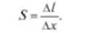 S = Δl / Δx.